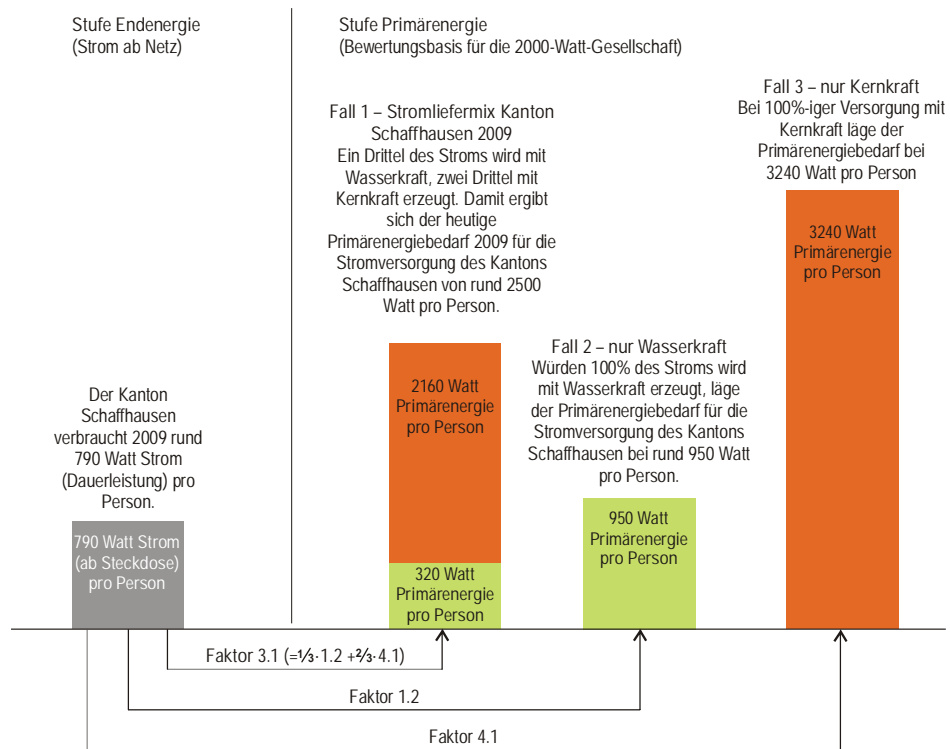 Stufe Endenergie
(Strom ab Netz)
Stufe Primärenergie
(Bewertungsbasis für die 2000-Watt-Gesellschaft)
Fall 1 – Stromliefermix Kanton
Schaffhausen 2009
Ein Drittel des Stroms wird mit
Wasserkraft, zwei Drittel mit
Kernkraft erzeugt. Damit ergibt
sich der heutige
Primärenergiebedarf 2009 für die
Stromversorgung des Kantons
Schaffhausen von rund 2500
Watt pro Person.
Fall 3 – nur Kernkraft
Bei 100%-iger Versorgung mit
Kernkraft läge der
Primärenergiebedarf bei
3240 Watt pro Person
3240 Watt
Primärenergie
pro Person
Fall 2 – nur Wasserkraft
Würden 100% des Stroms wird
mit Wasserkraft erzeugt, läge
der Primärenergiebedarf für die
Stromversorgung des Kantons
Schaffhausen bei rund 950 Watt
pro Person.
Der Kanton
Schaffhausen
verbraucht 2009 rund
790 Watt Strom
(Dauerleistung) pro
Person.
790 Watt Strom
(ab Steckdose)
pro Person
2160 Watt
Primärenergie
pro Person
320 Watt
Primärenergie
pro Person
950 Watt
Primärenergie
pro Person
Faktor 3.1 (=⅓·1.2 +⅔·4.1)
Faktor 1.2
Faktor 4.1